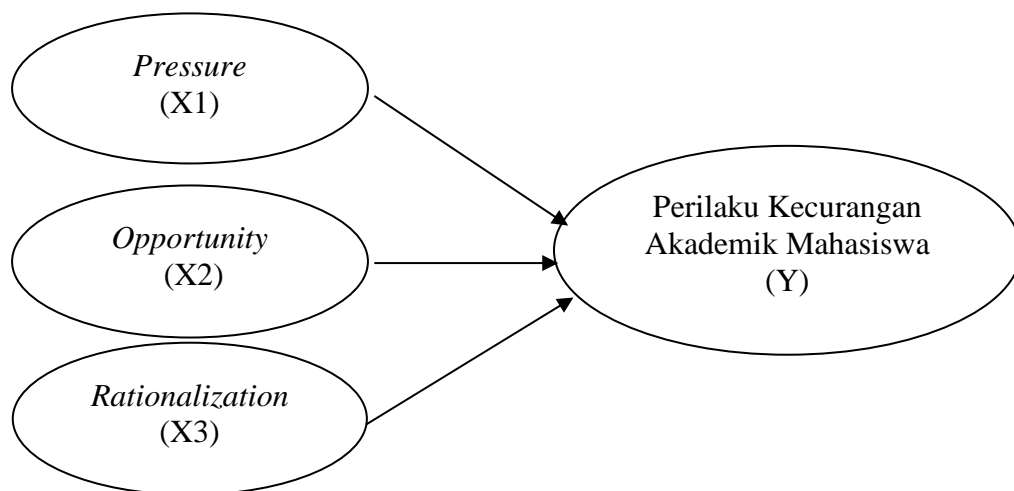 Pressure
(X1)
Opportunity
(X2)
Rationalization
(X3)
Perilaku Kecurangan
Akademik Mahasiswa
(Y)